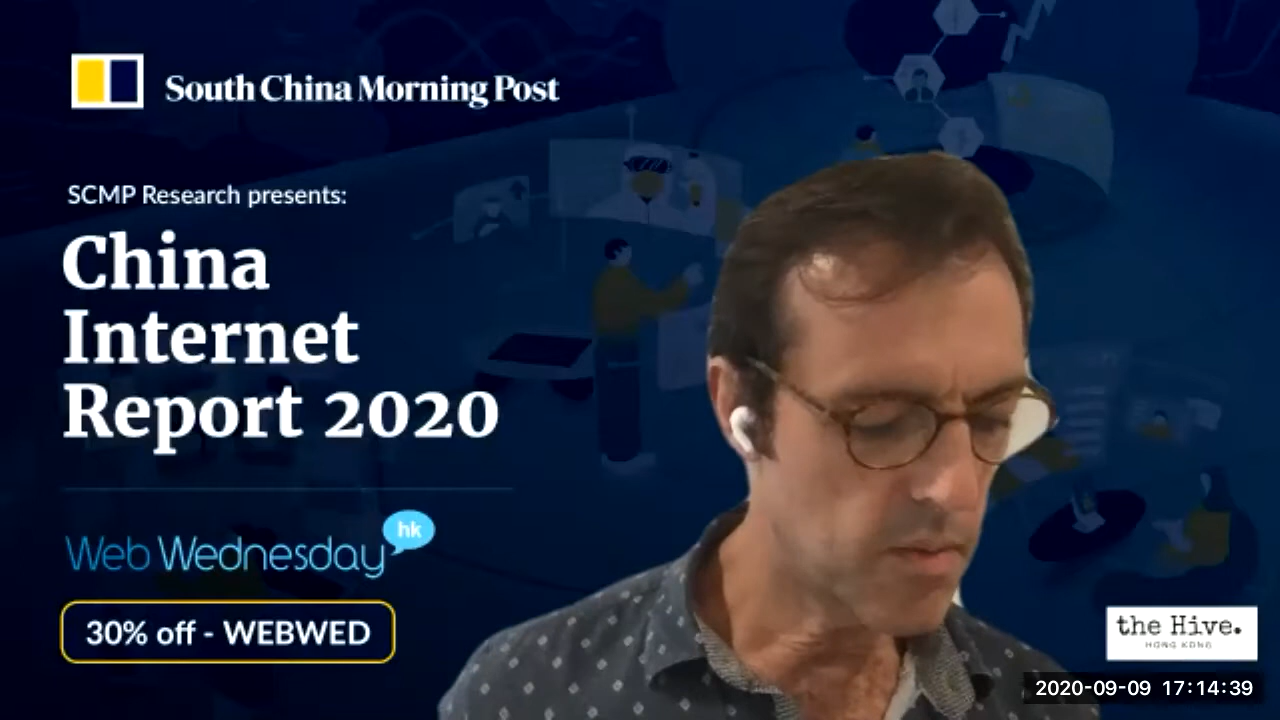 South China Morning Post
SCMP Research presents:
China
Internet
Report 2020
Web Wednesday hk
30% off - WEBWED
the Hive.
HONG KONG
2020-09-09 17:14:39